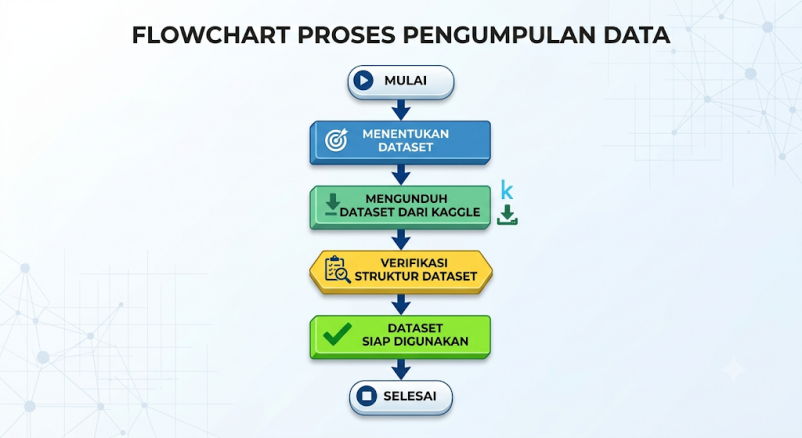 FLOWCHART PROSES PENGUMPULAN DATA
MULAI
MENENTUKAN
DATASET
MENGUNDUH
DATASET DARI KAGGLE
k
VERIFIKASI
STRUKTUR DATASET
DATASET
SIAP DIGUNAKAN
SELESAI